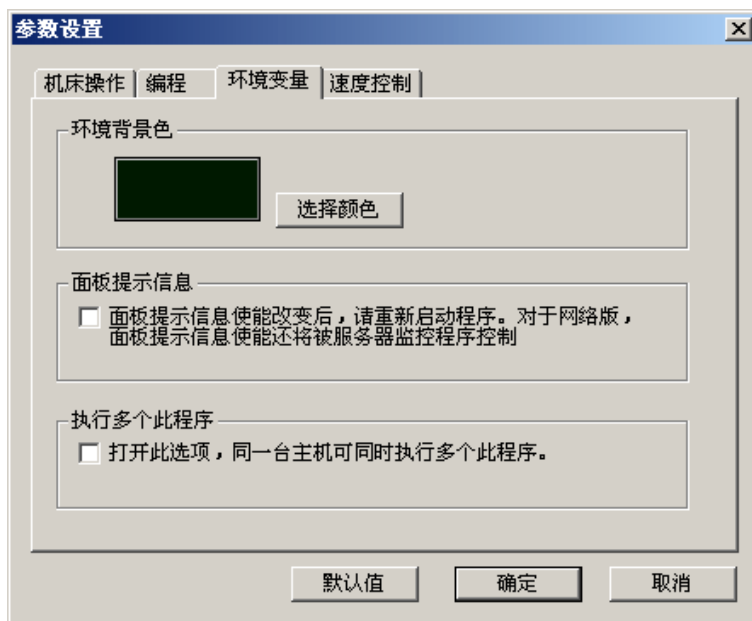 参数设置
机床操作 编程 环境变量 速度控制
环境背景色
选择颜色
面板提示信息
面板提示信息使能改变后，请重新启动程序。对于网络版，
面板提示信息使能还将被服务器监控程序控制
执行多个此程序
打开此选项，同一台主机可同时执行多个此程序。
默认值 确定 取消